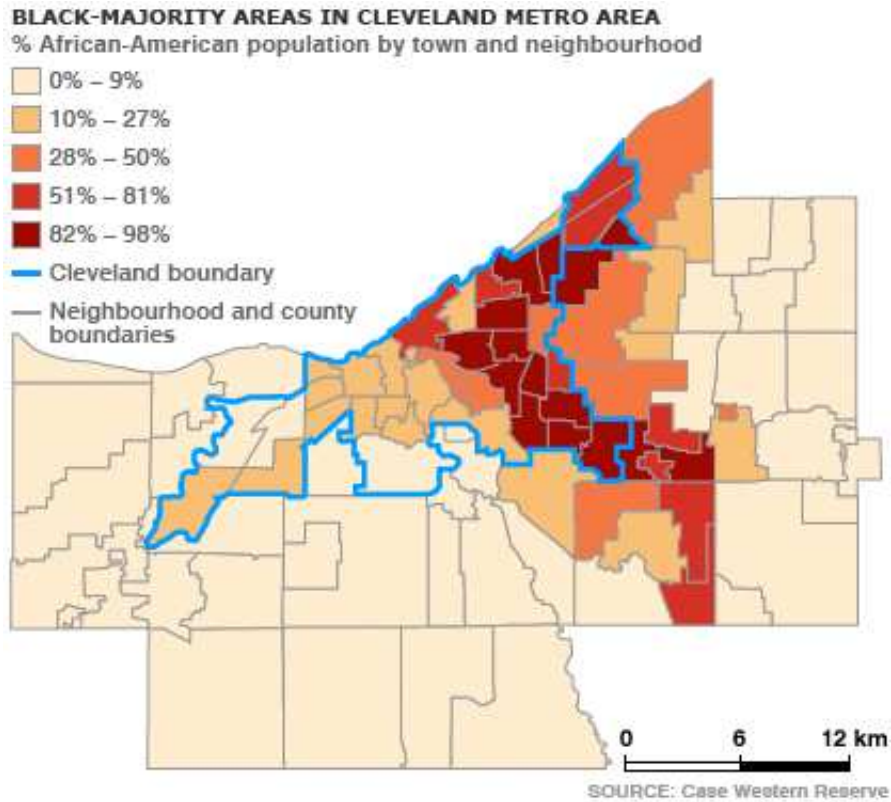 BLACK-MAJORITY AREAS IN CLEVELAND METRO AREA
% African-American population by town and neighbourhood
0% – 9%
10% – 27%
28% – 50%
51% – 81%
82% – 98%
Cleveland boundary
Neighbourhood and county
boundaries
0 6 12 km
SOURCE: Case Western Reserve